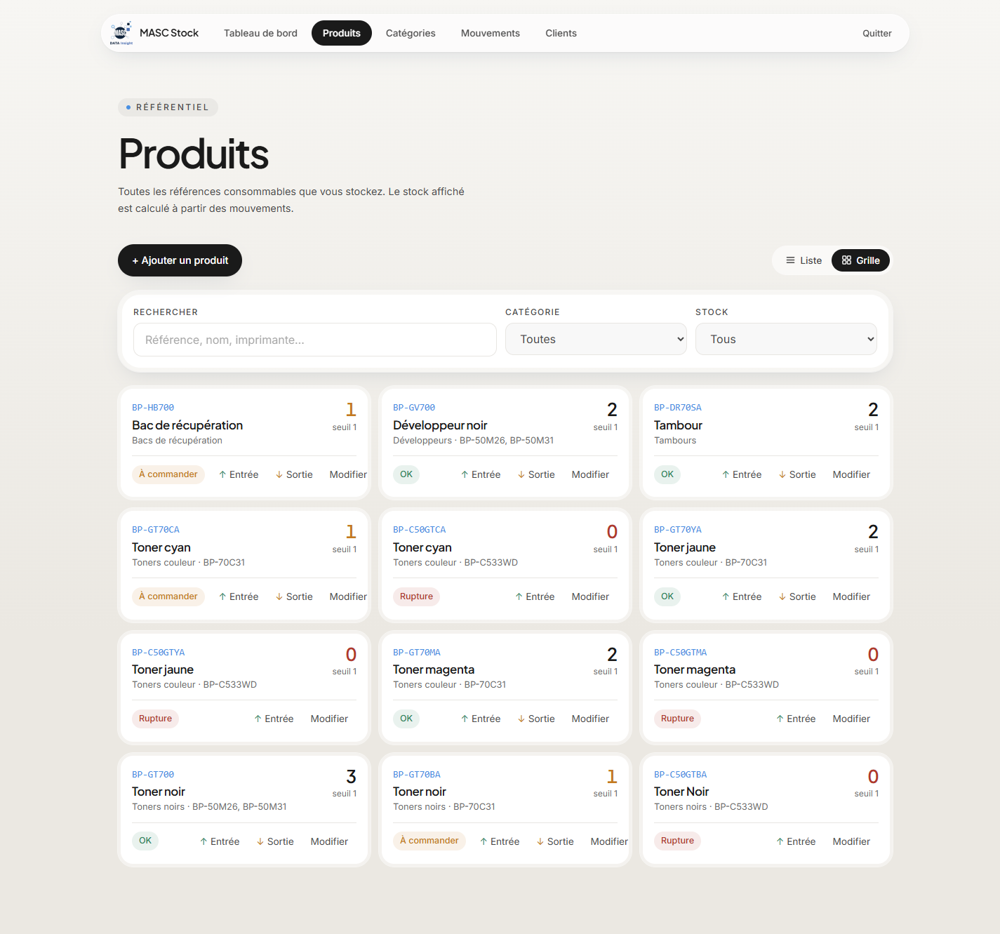 MASC
DATA Insight
MASC Stock
Tableau de bord
Produits
Catégories
Mouvements
Clients
Quitter
RÉFÉRENTIEL
Produits
Toutes les références consommables que vous stockez. Le stock affiché
est calculé à partir des mouvements.
+ Ajouter un produit
Liste
Grille
RECHERCHER
CATÉGORIE
STOCK
Référence, nom, imprimante...
Toutes
Tous
BP-HB700
1
Bac de récupération
seuil 1
Bacs de récupération
À commander
↑ Entrée
↓ Sortie
Modifier
BP-GV700
2
Développeur noir
seuil 1
Développeurs · BP-50M26, BP-50M31
OK
↑ Entrée
↓ Sortie
Modifier
BP-DR70SA
2
Tambour
seuil 1
Tambours
OK
↑ Entrée
↓ Sortie
Modifier
BP-GT70CA
1
Toner cyan
seuil 1
Toners couleur · BP-70C31
À commander
↑ Entrée
↓ Sortie
Modifier
BP-C50GTCA
0
Toner cyan
seuil 1
Toners couleur · BP-C533WD
Rupture
↑ Entrée
Modifier
BP-GT70YA
2
Toner jaune
seuil 1
Toners couleur · BP-70C31
OK
↑ Entrée
↓ Sortie
Modifier
BP-C50GTYA
0
Toner jaune
seuil 1
Toners couleur · BP-C533WD
Rupture
↑ Entrée
Modifier
BP-GT70MA
2
Toner magenta
seuil 1
Toners couleur · BP-70C31
OK
↑ Entrée
↓ Sortie
Modifier
BP-C50GTMA
0
Toner magenta
seuil 1
Toners couleur · BP-C533WD
Rupture
↑ Entrée
Modifier
BP-GT700
3
Toner noir
seuil 1
Toners noirs · BP-50M26, BP-50M31
OK
↑ Entrée
↓ Sortie
Modifier
BP-GT70BA
1
Toner noir
seuil 1
Toners noirs · BP-70C31
À commander
↑ Entrée
↓ Sortie
Modifier
BP-C50GTBA
0
Toner Noir
seuil 1
Toners noirs · BP-C533WD
Rupture
↑ Entrée
Modifier